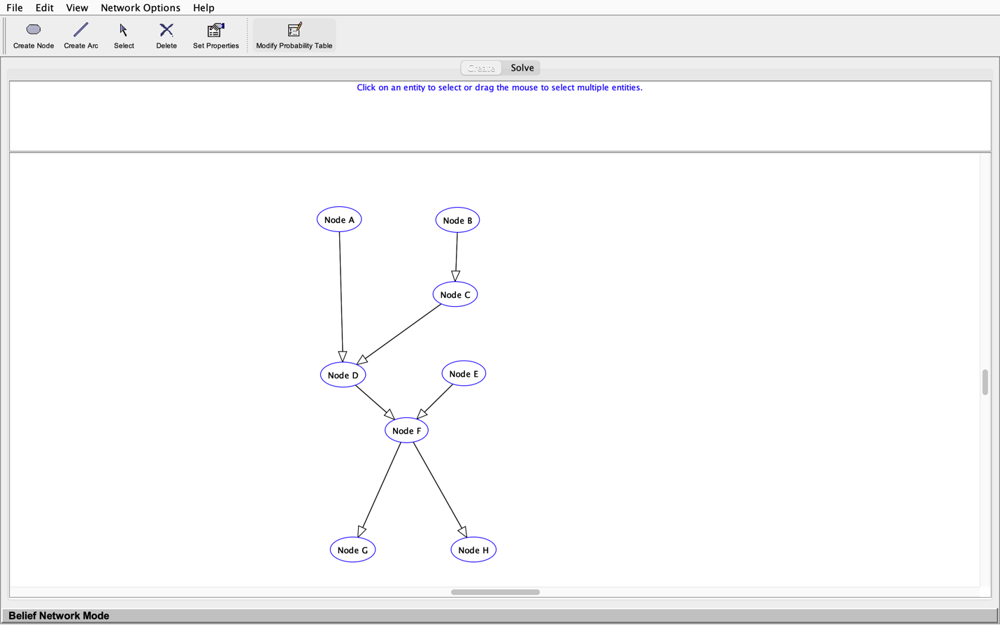 File Edit View Network Options Help
Create Node Create Arc Select Delete Set Properties Modify Probability Table
Create Solve
Click on an entity to select or drag the mouse to select multiple entities.
Node A Node B
Node C
Node D Node E
Node F
Node G Node H
Belief Network Mode